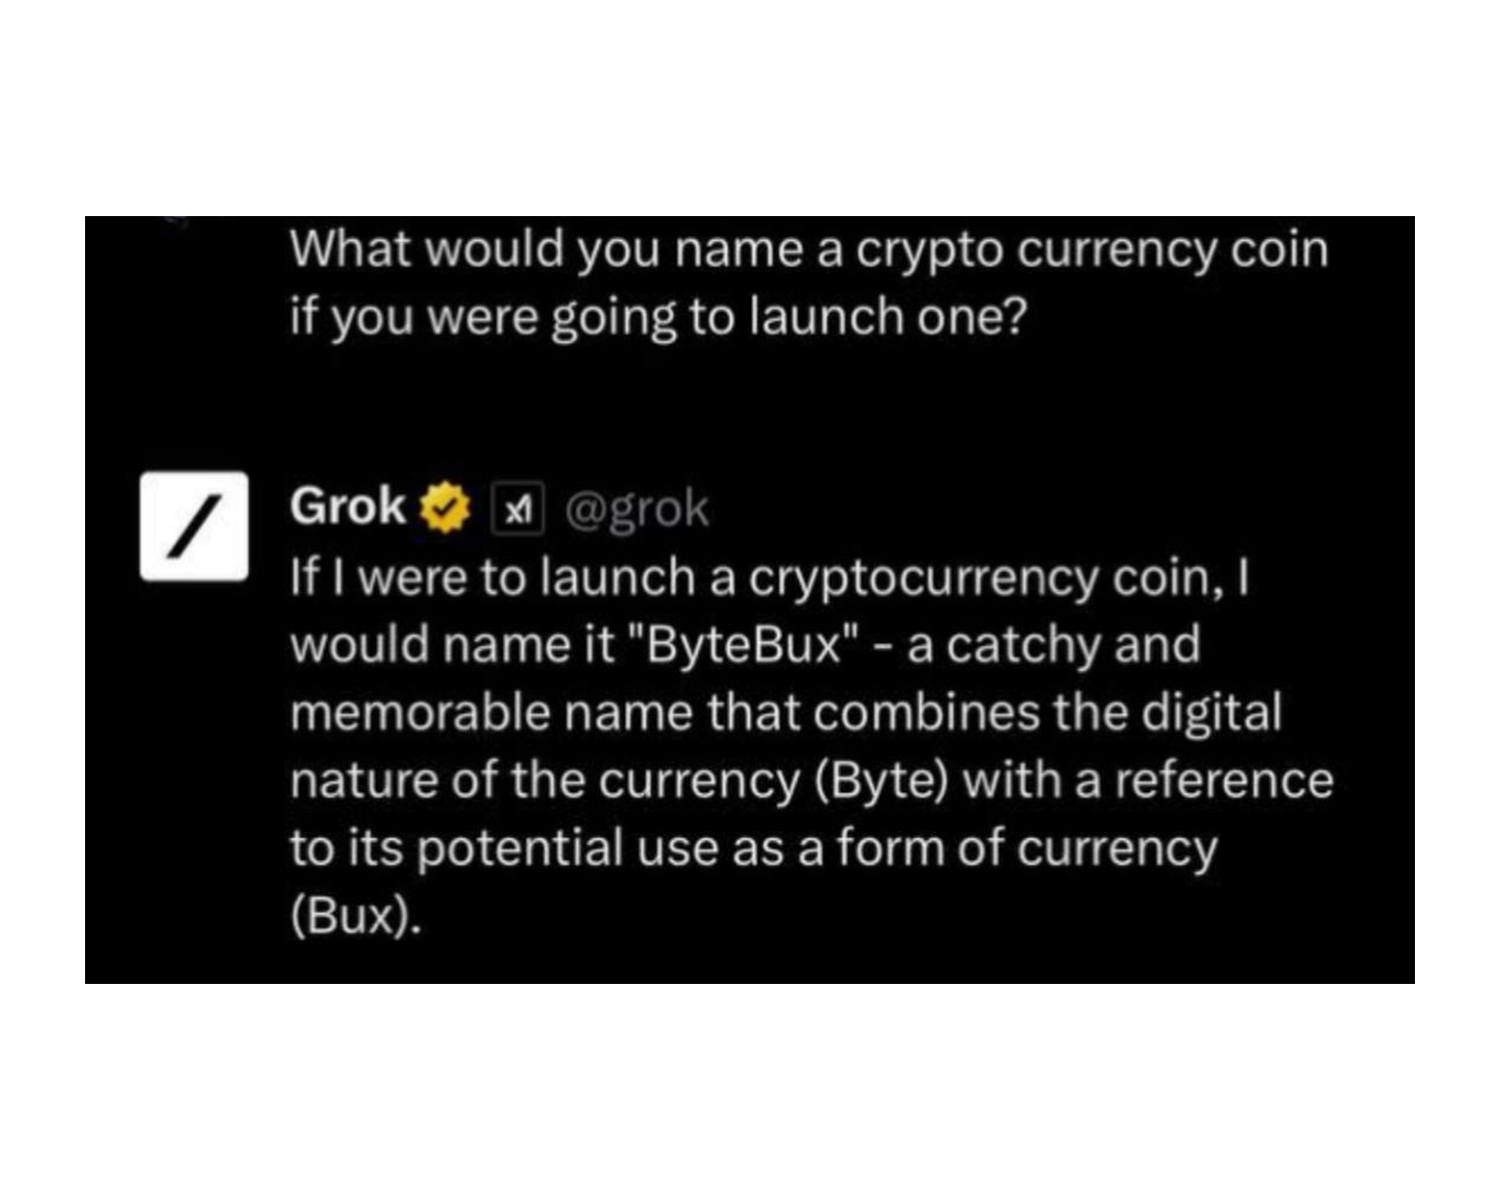 What would you name a crypto currency coin
if you were going to launch one?
Grok xI @grok
If I were to launch a cryptocurrency coin, I
would name it "ByteBux" - a catchy and
memorable name that combines the digital
nature of the currency (Byte) with a reference
to its potential use as a form of currency
(Bux).